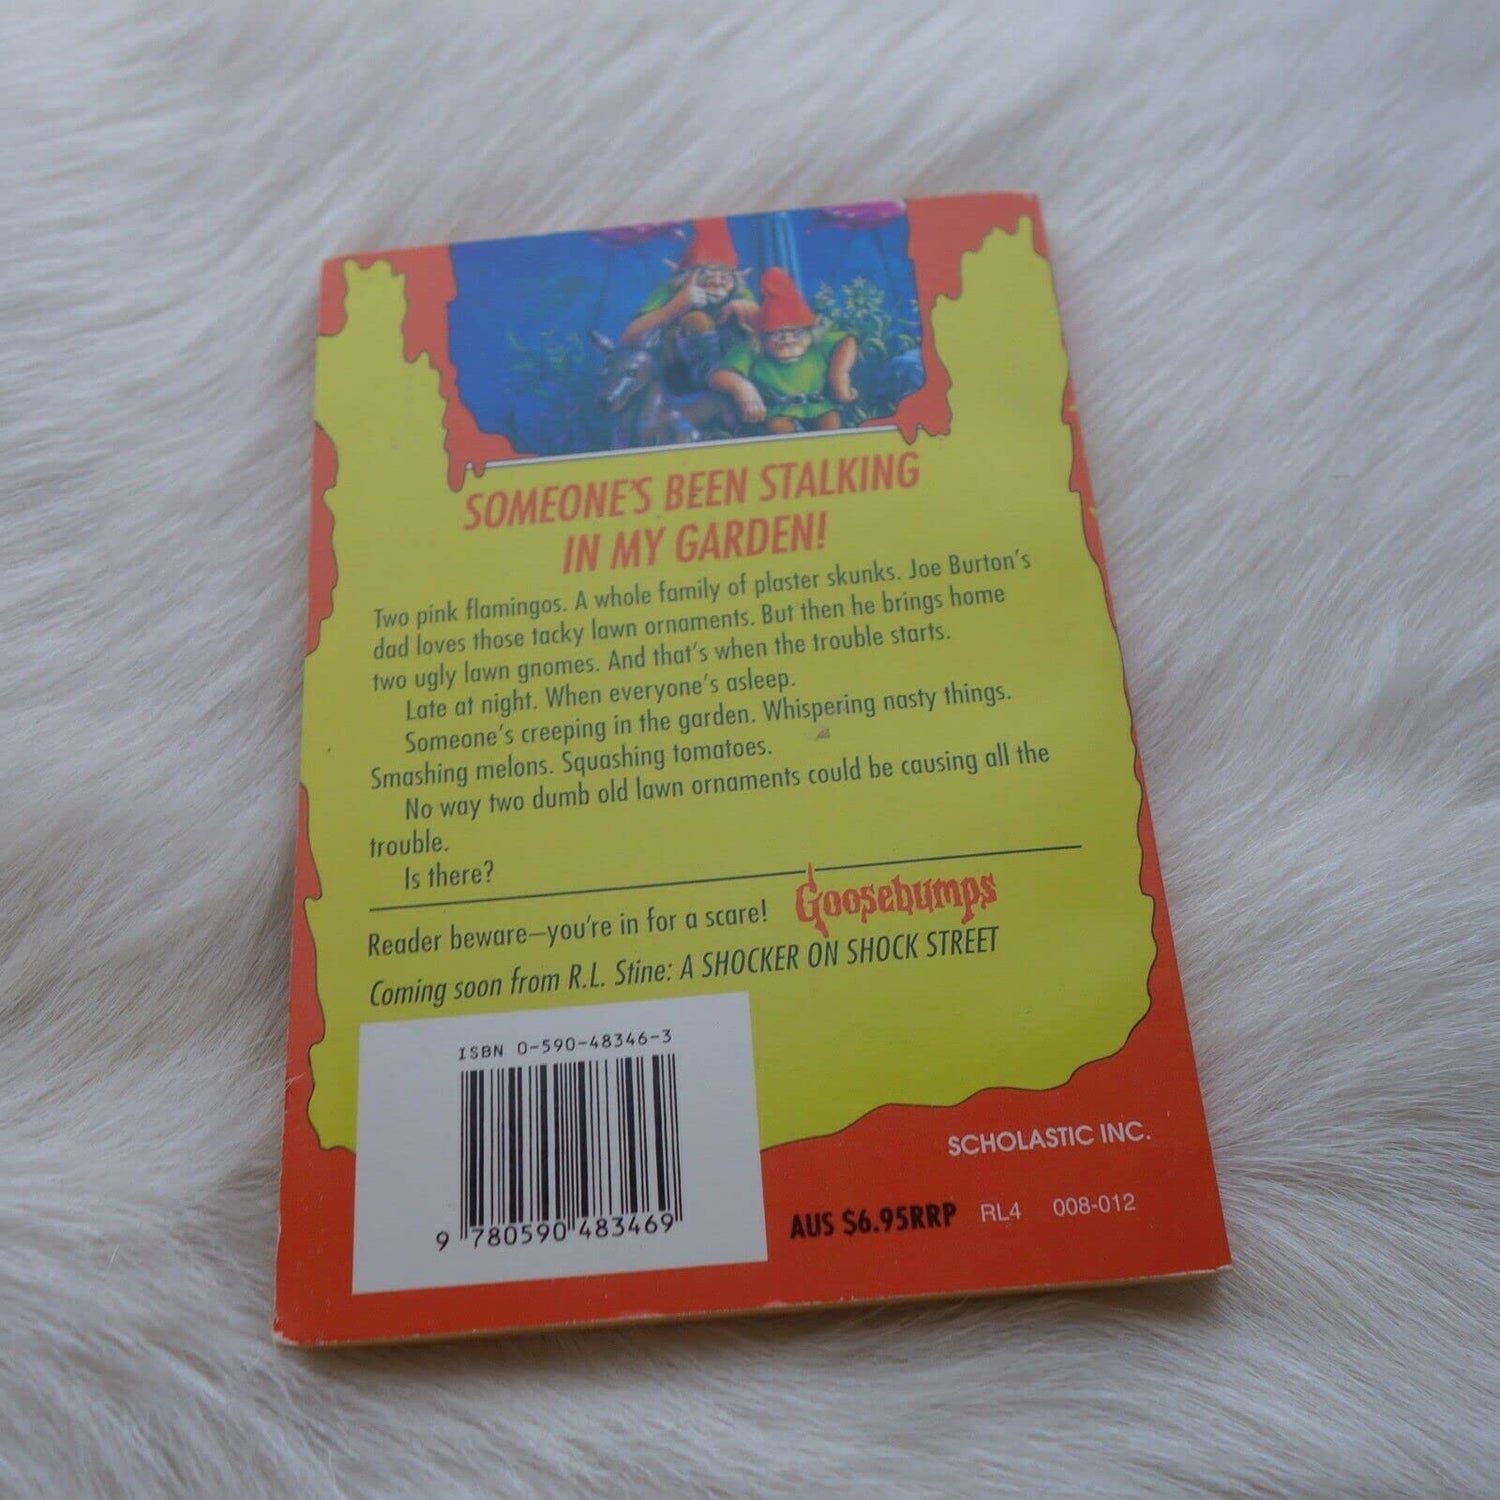 SOMEONE'S BEEN STALKING
IN MY GARDEN!
Two pink flamingos. A whole family of plaster skunks. Joe Burton's
dad loves those tacky lawn ornaments. But then he brings home
two ugly lawn gnomes. And that's when the trouble starts.
Late at night. When everyone's asleep.
Someone's creeping in the garden. Whispering nasty things.
Smashing melons. Squashing tomatoes.
No way two dumb old lawn ornaments could be causing all the
trouble.
Is there?
Reader beware—you're in for a scare! Goosebumps
Coming soon from R.L. Stine: A SHOCKER ON SHOCK STREET
ISBN 0-590-48346-3
9 780590 483469
SCHOLASTIC INC.
AUS $6.95RRP RL4 008-012